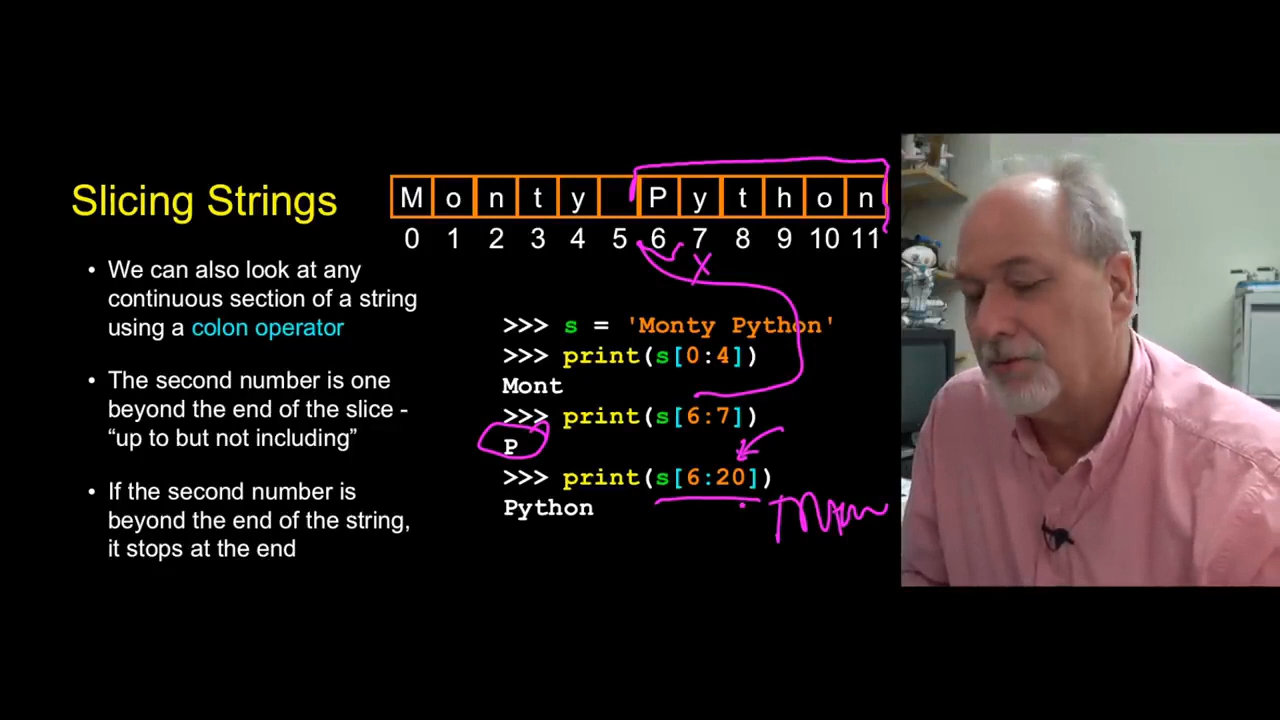 Slicing Strings
M o n t y P y t h o n
0 1 2 3 4 5 6 7 8 9 10 11
• We can also look at any
continuous section of a string
using a colon operator
• The second number is one
beyond the end of the slice -
“up to but not including”
• If the second number is
beyond the end of the string,
it stops at the end
X
>>> s = 'Monty Python'
>>> print(s[0:4])
Mont
>>> print(s[6:7])
P
>>> print(s[6:20])
Python